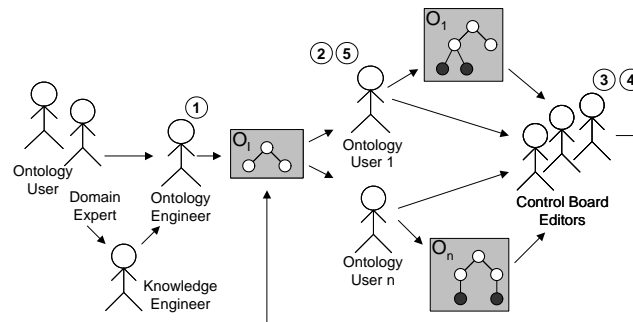 O1
2 5
3 4
1
OI
Ontology
User 1
Ontology
User
Domain
Expert
Ontology
Engineer
Control Board
Editors
On
Ontology
User n
Knowledge
Engineer